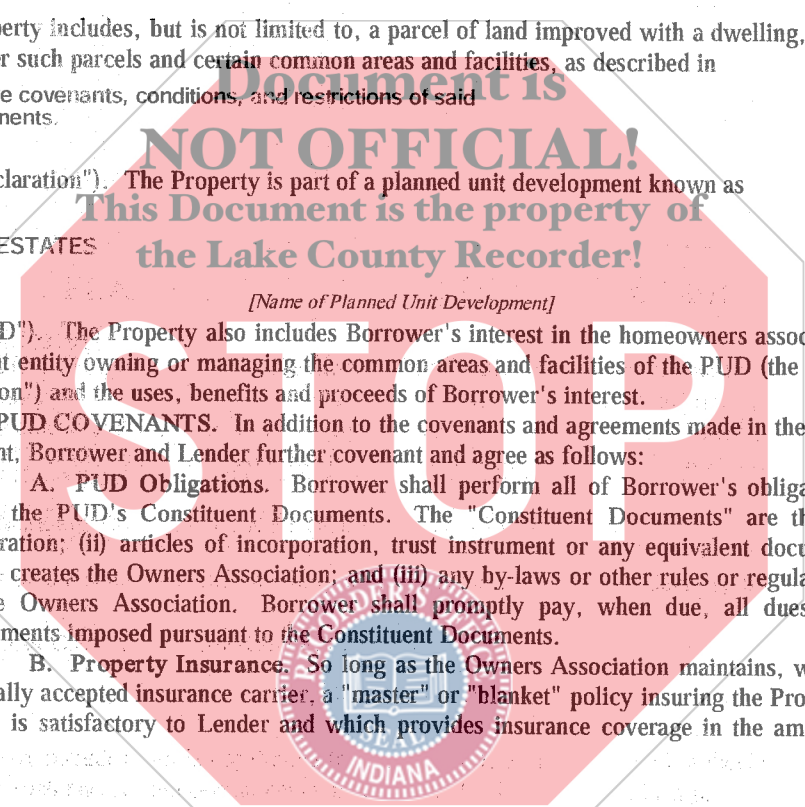 erty includes, but is not limited to, a parcel of land improved with a dwelling,
r such parcels and certain common areas and facilities, as described in
Document is
e covenants, conditions, and restrictions of said
nents.
NOT OFFICIAL!
claration"). The Property is part of a planned unit development known as
This Document is the property of
ESTATES
the Lake County Recorder!
[Name of Planned Unit Development]
D"). The Property also includes Borrower's interest in the homeowners assoc
t entity owning or managing the common areas and facilities of the PUD (the
on") and the uses, benefits and proceeds of Borrower's interest.
STOP
PUD COVENANTS. In addition to the covenants and agreements made in the
nt, Borrower and Lender further covenant and agree as follows:
A. PUD Obligations. Borrower shall perform all of Borrower's obliga
the PUD's Constituent Documents. The "Constituent Documents" are th
ration; (ii) articles of incorporation, trust instrument or any equivalent docu
creates the Owners Association; and (iii) any by-laws or other rules or regula
e Owners Association. Borrower shall promptly pay, when due, all dues
ments imposed pursuant to the Constituent Documents.
B. Property Insurance. So long as the Owners Association maintains, w
ally accepted insurance carrier, a "master" or "blanket" policy insuring the Pro
is satisfactory to Lender and which provides insurance coverage in the am
SEAL
INDIANA